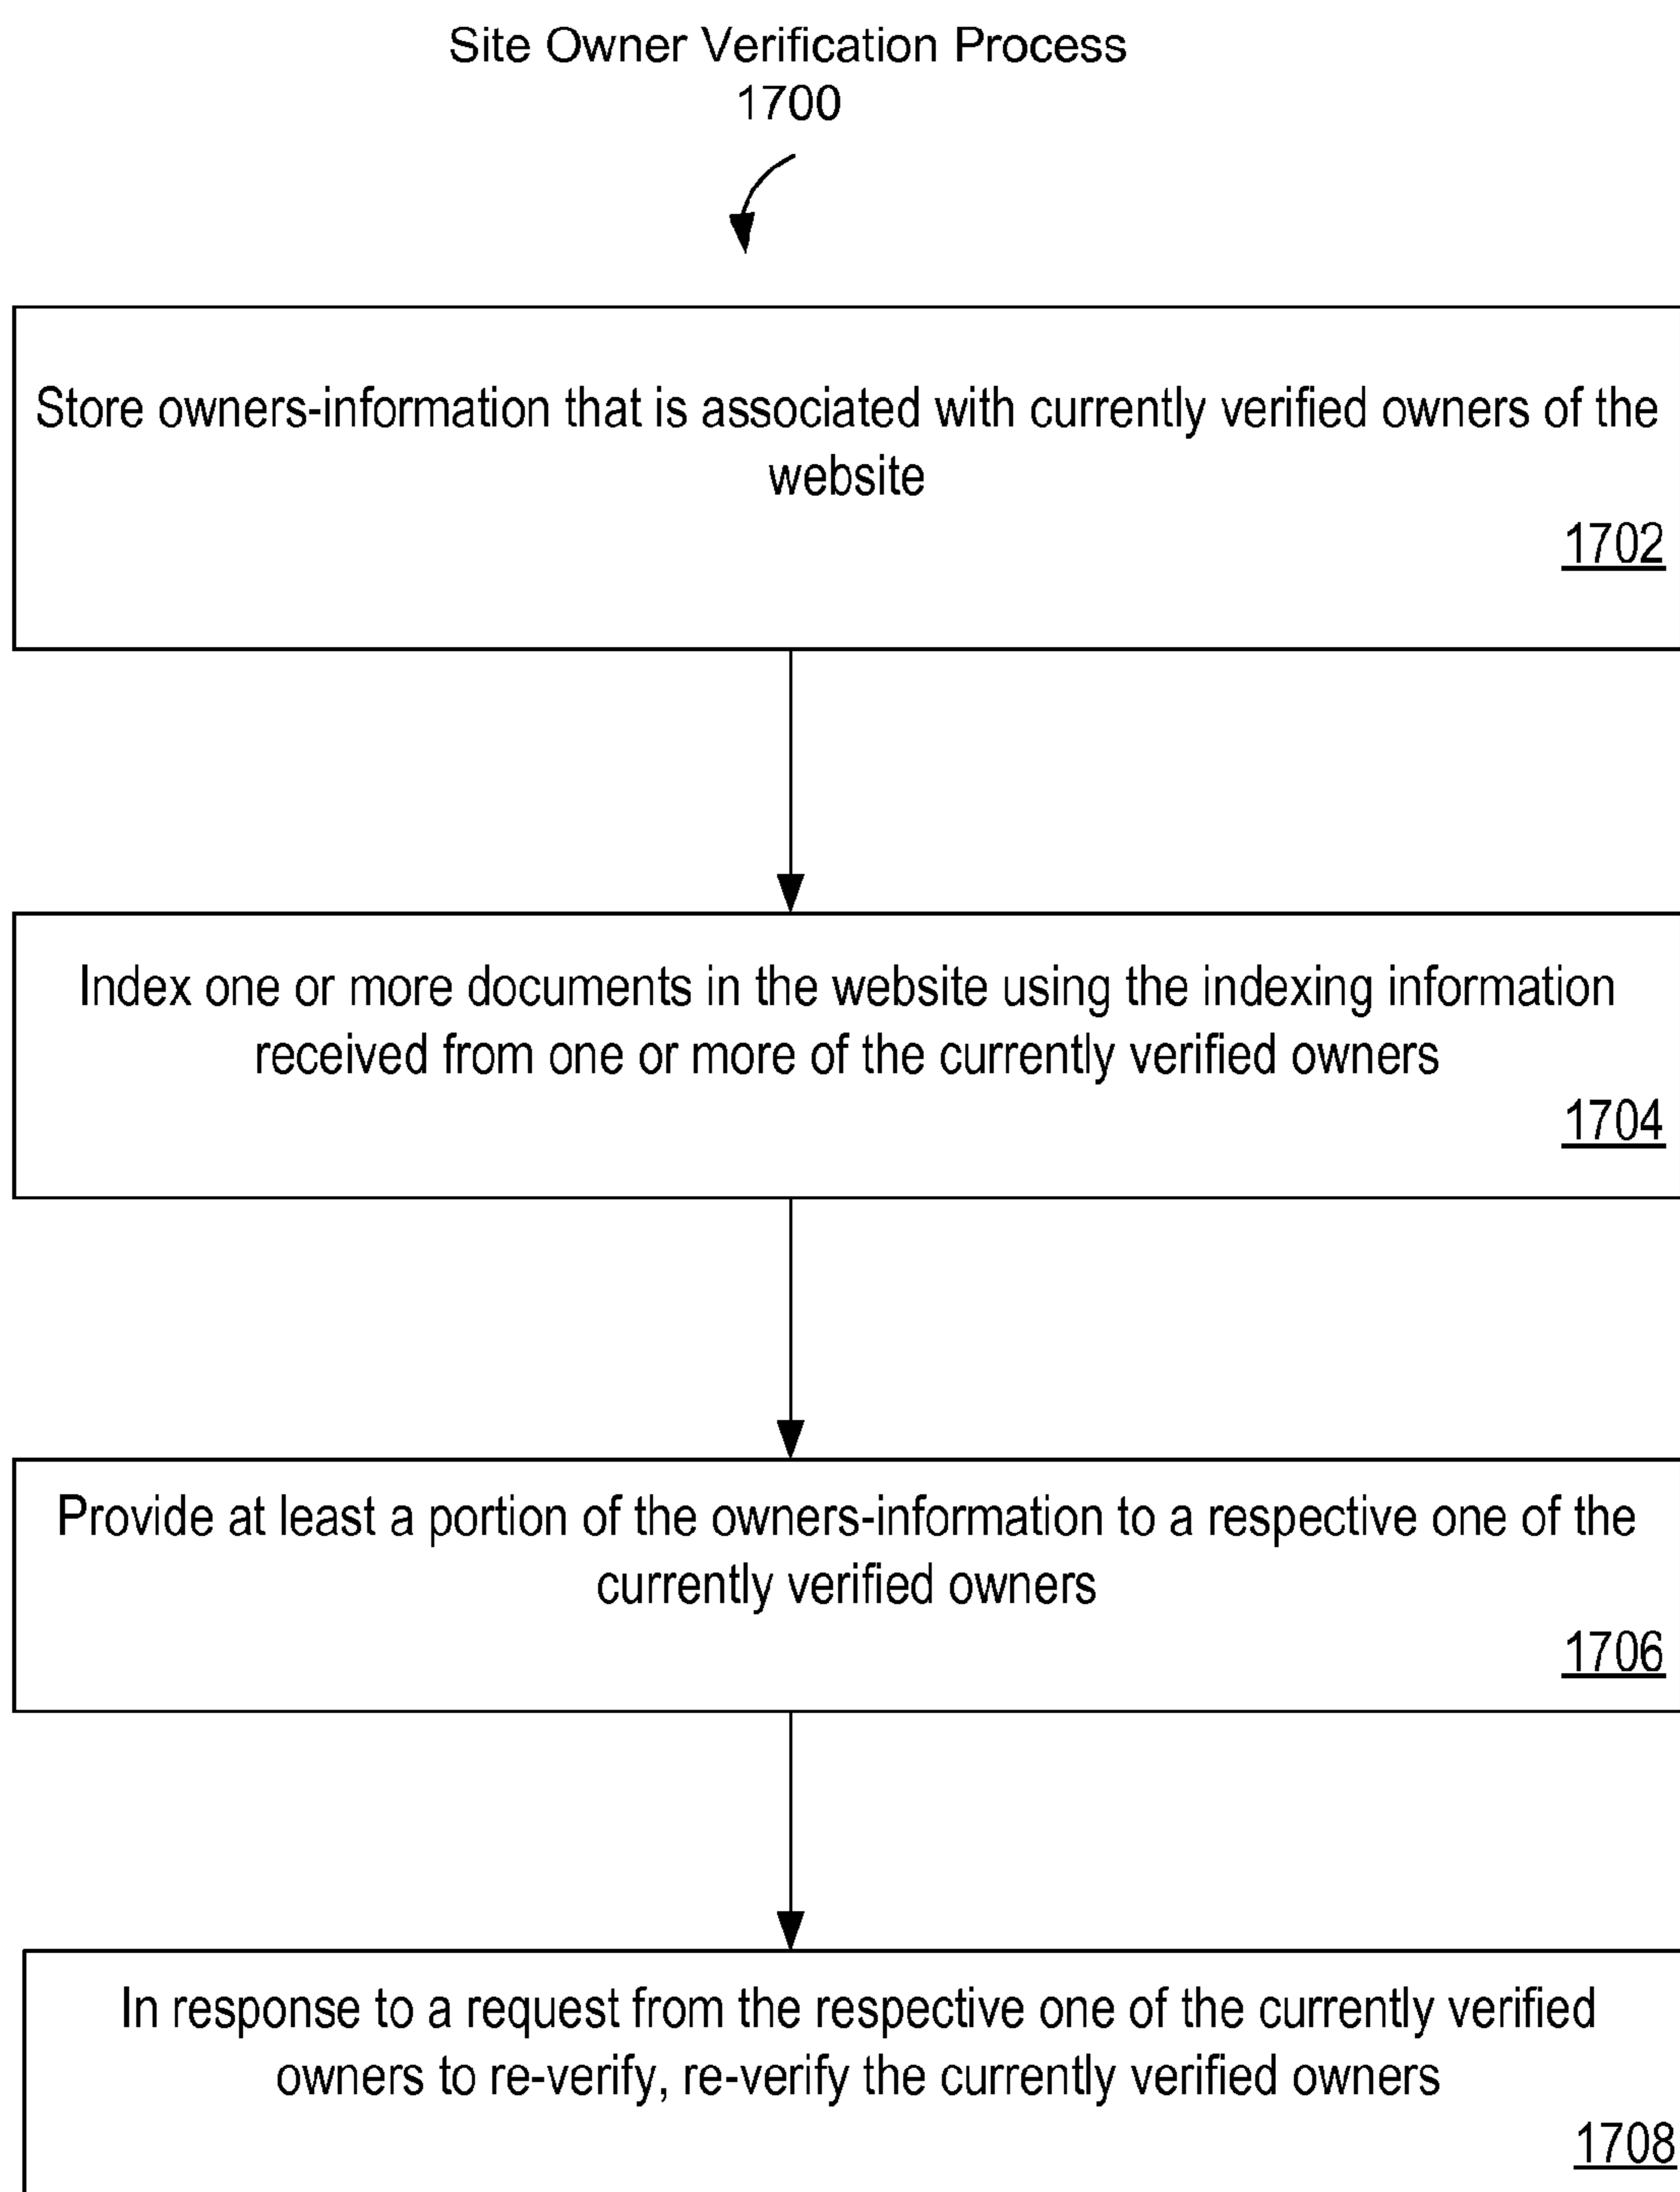 Site Owner Verification Process
1700
Store owners-information that is associated with currently verified owners of the
website
1702
Index one or more documents in the website using the indexing information
received from one or more of the currently verified owners
1704
Provide at least a portion of the owners-information to a respective one of the
currently verified owners
1706
In response to a request from the respective one of the currently verified
owners to re-verify, re-verify the currently verified owners
1708